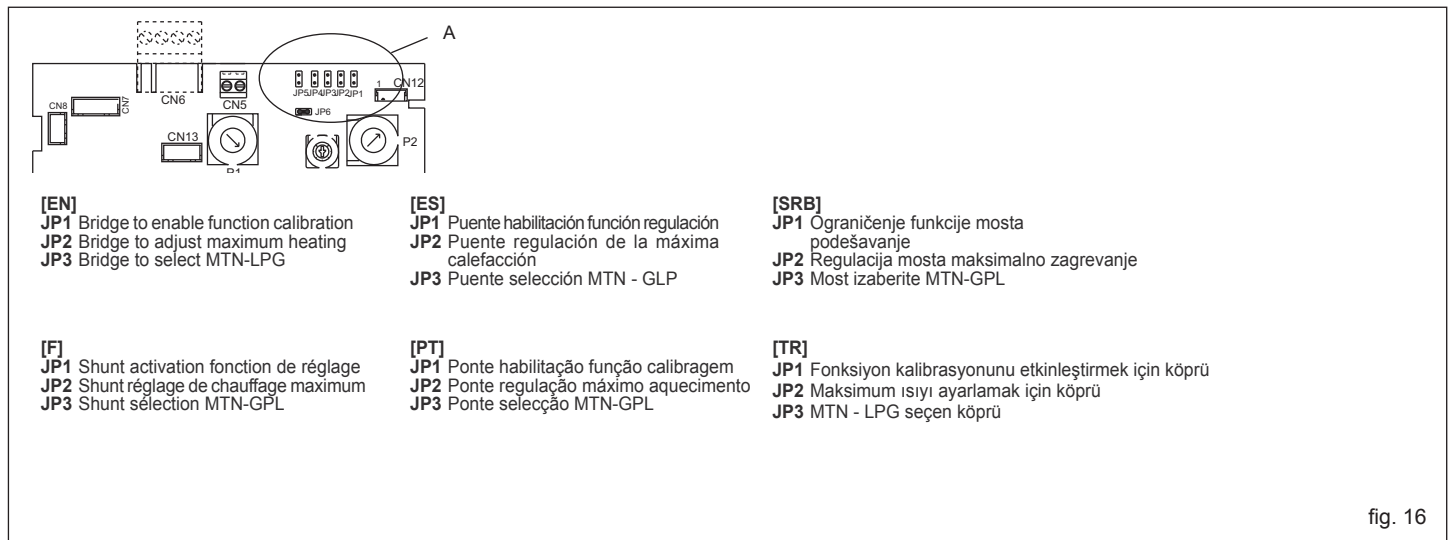 A
JP5JP4JP3JP2JP1
1 CN12
CN8
CN7
CN6
CN5
JP6
CN13
P2
P1
[EN]
JP1 Bridge to enable function calibration
JP2 Bridge to adjust maximum heating
JP3 Bridge to select MTN-LPG
[ES]
JP1 Puente habilitación función regulación
JP2 Puente regulación de la máxima
calefacción
JP3 Puente selección MTN - GLP
[SRB]
JP1 Ograničenje funkcije mosta
podešavanje
JP2 Regulacija mosta maksimalno zagrevanje
JP3 Most izaberite MTN-GPL
[F]
JP1 Shunt activation fonction de réglage
JP2 Shunt réglage de chauffage maximum
JP3 Shunt sélection MTN-GPL
[PT]
JP1 Ponte habilitação função calibragem
JP2 Ponte regulação máximo aquecimento
JP3 Ponte selecção MTN-GPL
[TR]
JP1 Fonksiyon kalibrasyonunu etkinleştirmek için köprü
JP2 Maksimum ısıyı ayarlamak için köprü
JP3 MTN - LPG seçen köprü
fig. 16